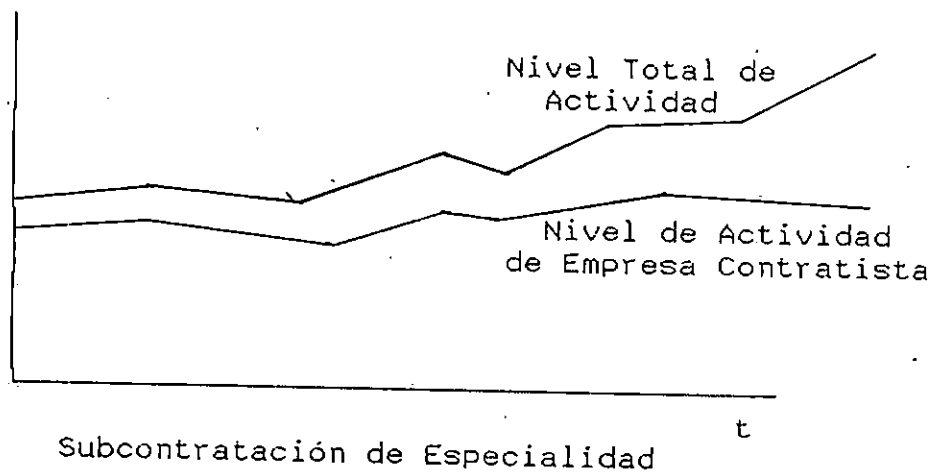 Nivel Total de
Actividad
Nivel de Actividad
de Empresa Contratista
t
Subcontratación de Especialidad